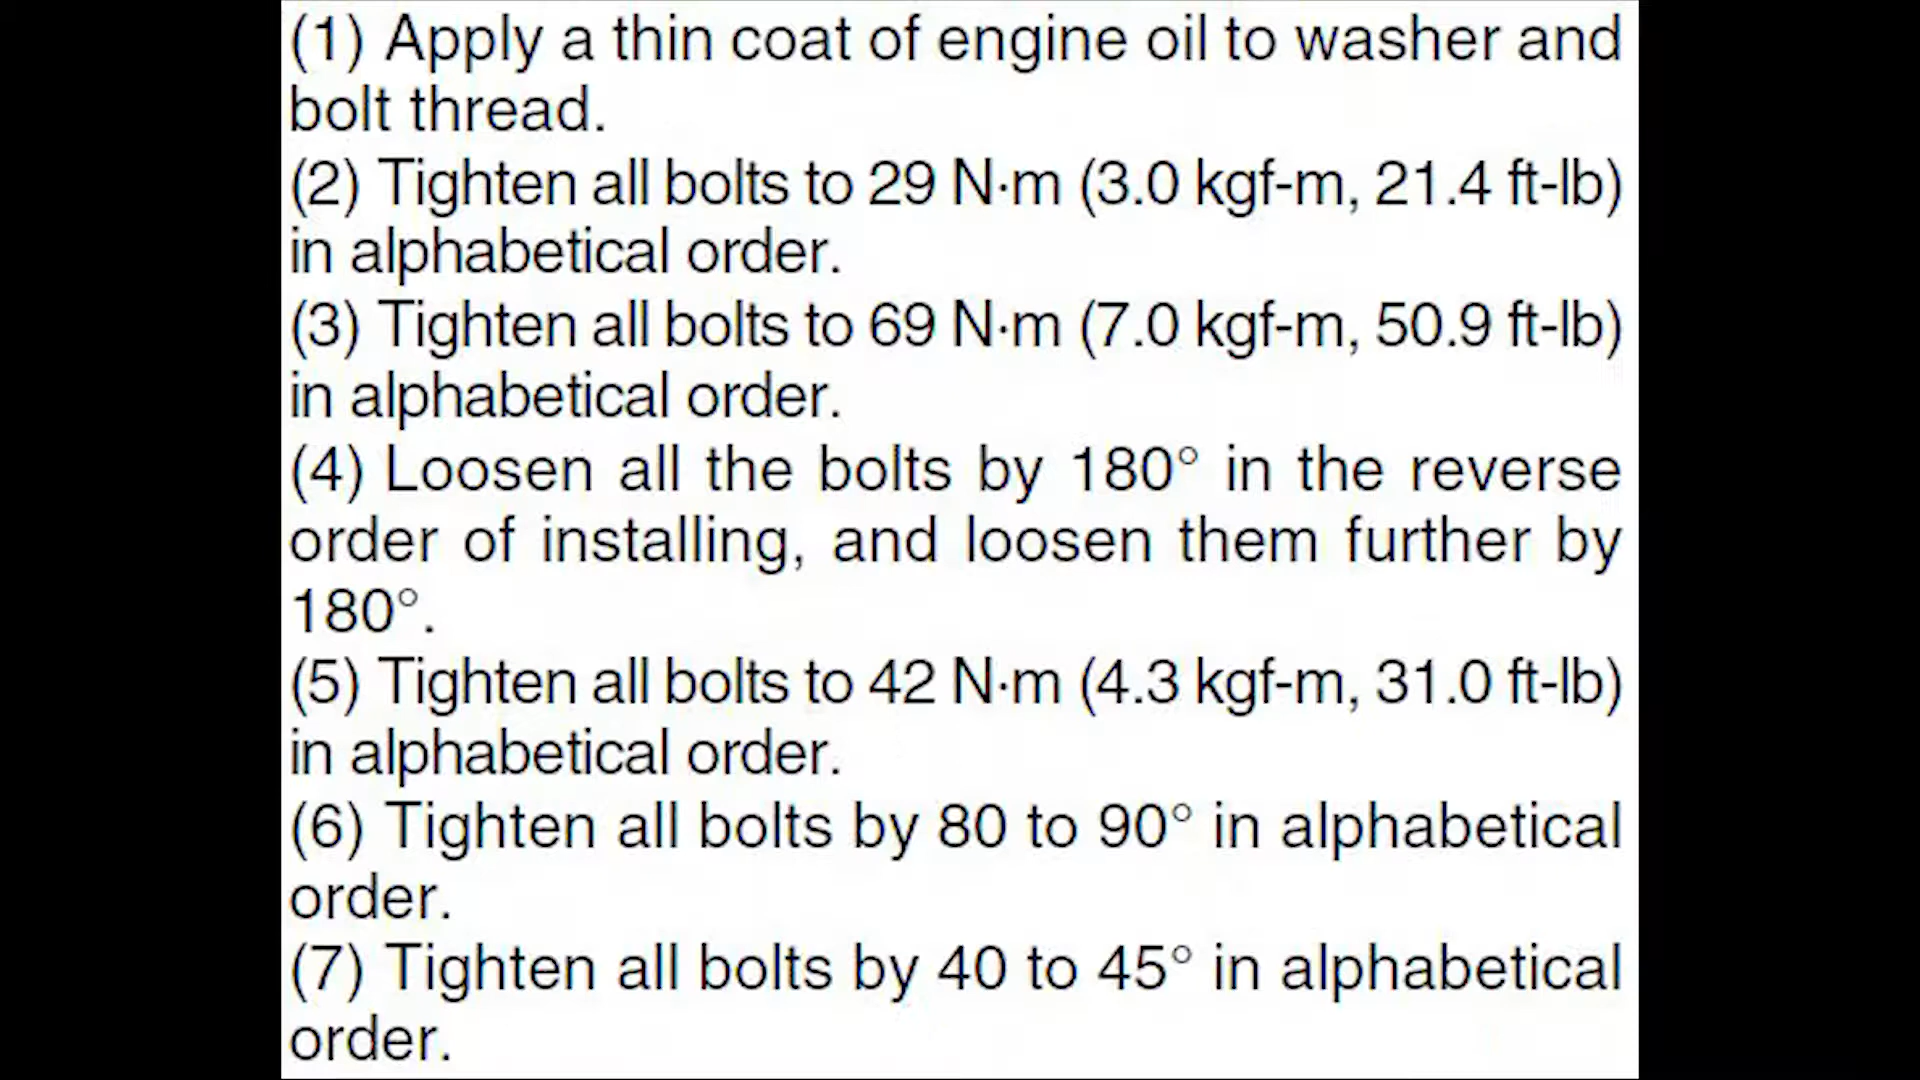 (1) Apply a thin coat of engine oil to washer and
bolt thread.
(2) Tighten all bolts to 29 N·m (3.0 kgf-m, 21.4 ft-lb)
in alphabetical order.
(3) Tighten all bolts to 69 N·m (7.0 kgf-m, 50.9 ft-lb)
in alphabetical order.
(4) Loosen all the bolts by 180° in the reverse
order of installing, and loosen them further by
180°.
(5) Tighten all bolts to 42 N·m (4.3 kgf-m, 31.0 ft-lb)
in alphabetical order.
(6) Tighten all bolts by 80 to 90° in alphabetical
order.
(7) Tighten all bolts by 40 to 45° in alphabetical
order.